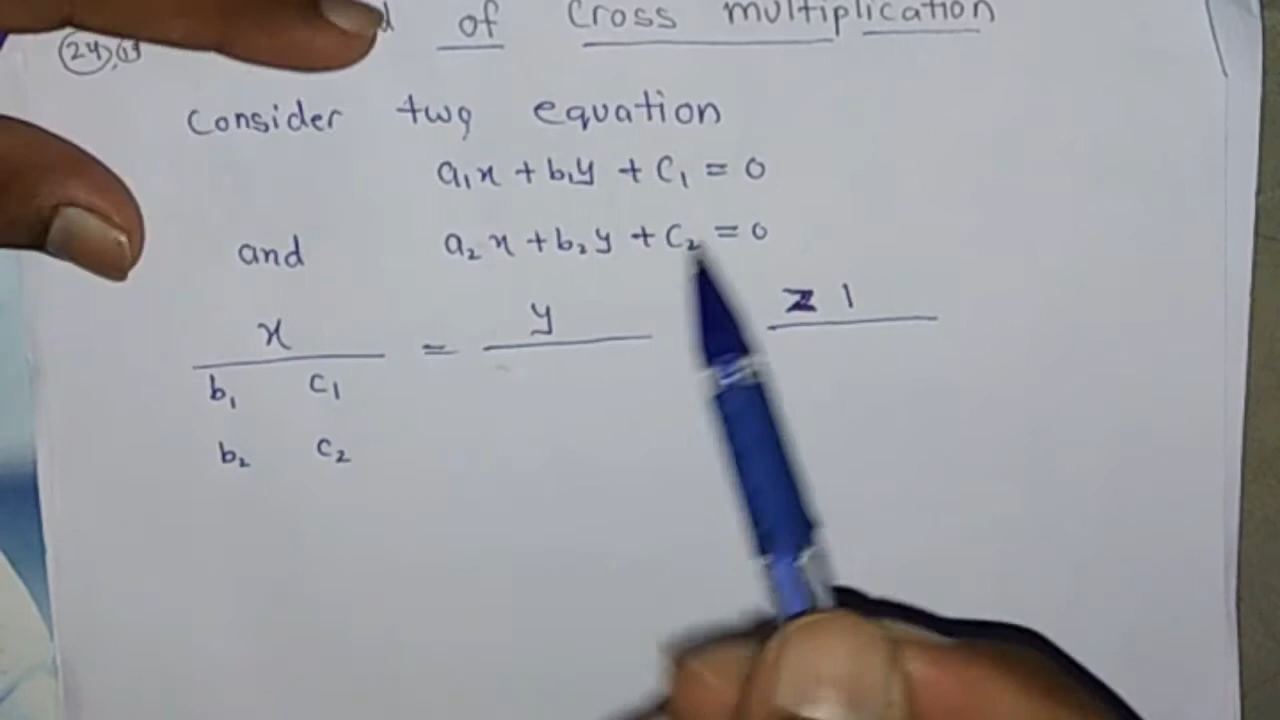 of Cross multiplication
24
Consider two equation
a₁x + b₁y + c₁ = 0
and a₂x + b₂y + c₂ = 0
x = y 1
b₁ c₁
b₂ c₂